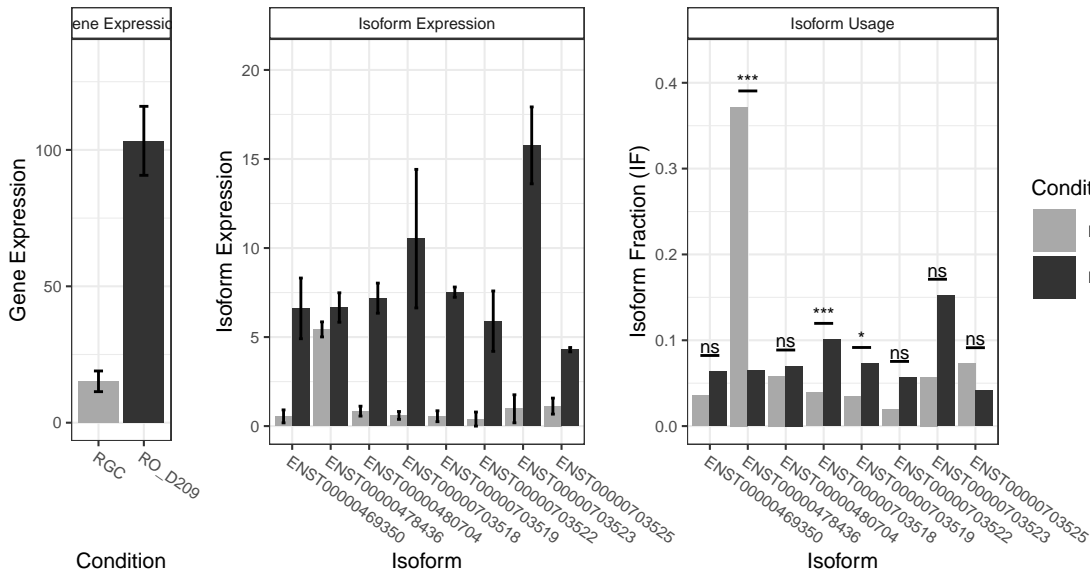 ene Expressio
Gene Expression
100
50
0
RGC
RO_D209
Condition
Isoform Expression
Isoform Expression
20
15
10
5
0
ENST00000469350
ENST00000478436
ENST00000480704
ENST00000703518
ENST00000703519
ENST00000703522
ENST00000703523
ENST00000703525
Isoform
Isoform Usage
Isoform Fraction (IF)
0.4
0.3
0.2
0.1
0.0
ns
***
ns
***
*
ns
ns
ns
ENST00000469350
ENST00000478436
ENST00000480704
ENST00000703518
ENST00000703519
ENST00000703522
ENST00000703523
ENST00000703525
Isoform
Condit